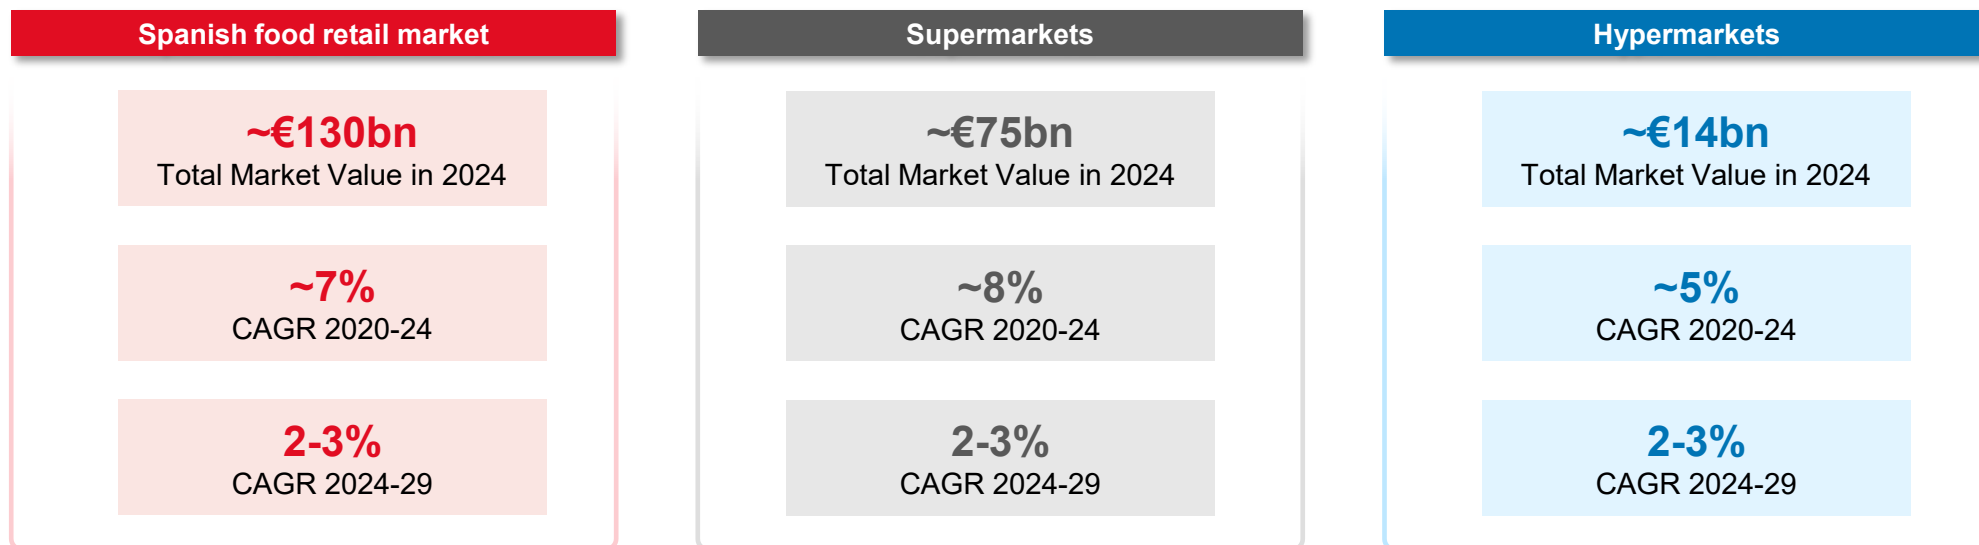 Spanish food retail market
~€130bn
Total Market Value in 2024
~7%
CAGR 2020-24
2-3%
CAGR 2024-29
Supermarkets
~€75bn
Total Market Value in 2024
~8%
CAGR 2020-24
2-3%
CAGR 2024-29
Hypermarkets
~€14bn
Total Market Value in 2024
~5%
CAGR 2020-24
2-3%
CAGR 2024-29